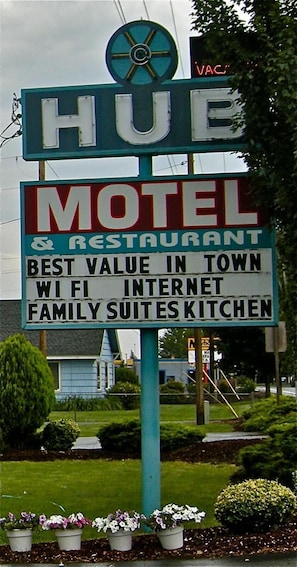 VAC
HUB
MOTEL
& RESTAURANT
BEST VALUE IN TOWN
WI FI INTERNET
FAMILY SUITES KITCHEN